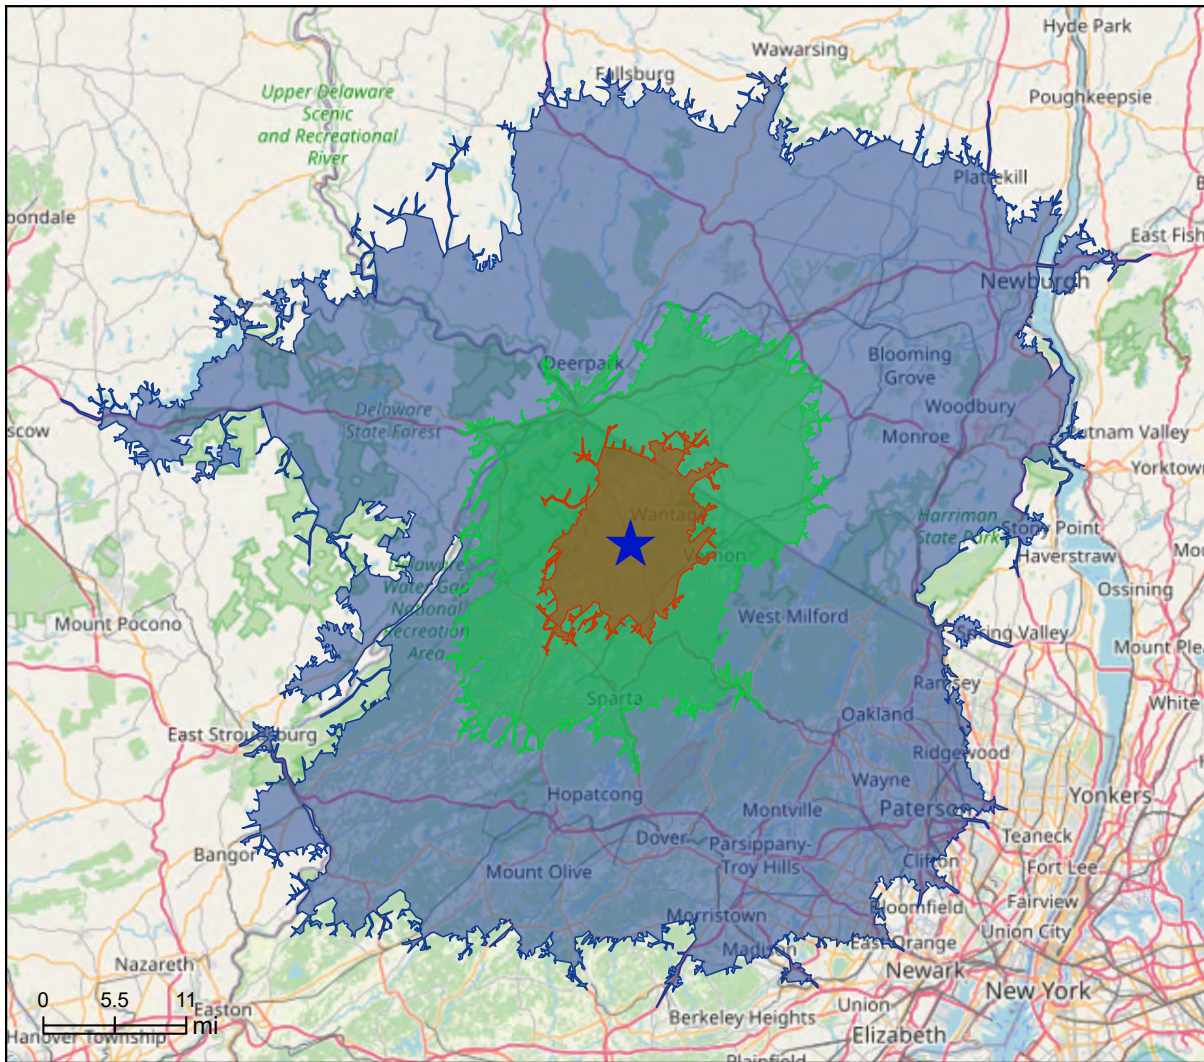 Hyde Park
Wawarsing
Fallsburg
Upper Delaware
Scenic
and Recreational
River
Poughkeepsie
Plattekill
bondale
East Fish
Newburgh
Deerpark
Blooming
Grove
Delaware
State Forest
Woodbury
scow
Monroe
Putnam Valley
Yorktow
Wantage
Harriman
State Park
Stony Point
Vernon
Haverstraw
Mo
Delaware
Water Gap
National
Recreation
Area
Ossining
West Milford
Mount Pocono
Spring Valley
Mount Plea
Ramsey
Sparta
White
Oakland
East Stroudsburg
Ridgewood
Wayne
Hopatcong
Yonkers
Montville
Paterson
Dover
Parsippany-
Troy Hills
Teaneck
Bangor
Clifton
Fort Lee
Mount Olive
Fairview
Bloomfield
Morristown
Union City
East Orange
Madison
Nazareth
Newark
New York
0 5.5 11
mi
Easton
Union
Berkeley Heights
Hanover Township
Elizabeth
Plainfield